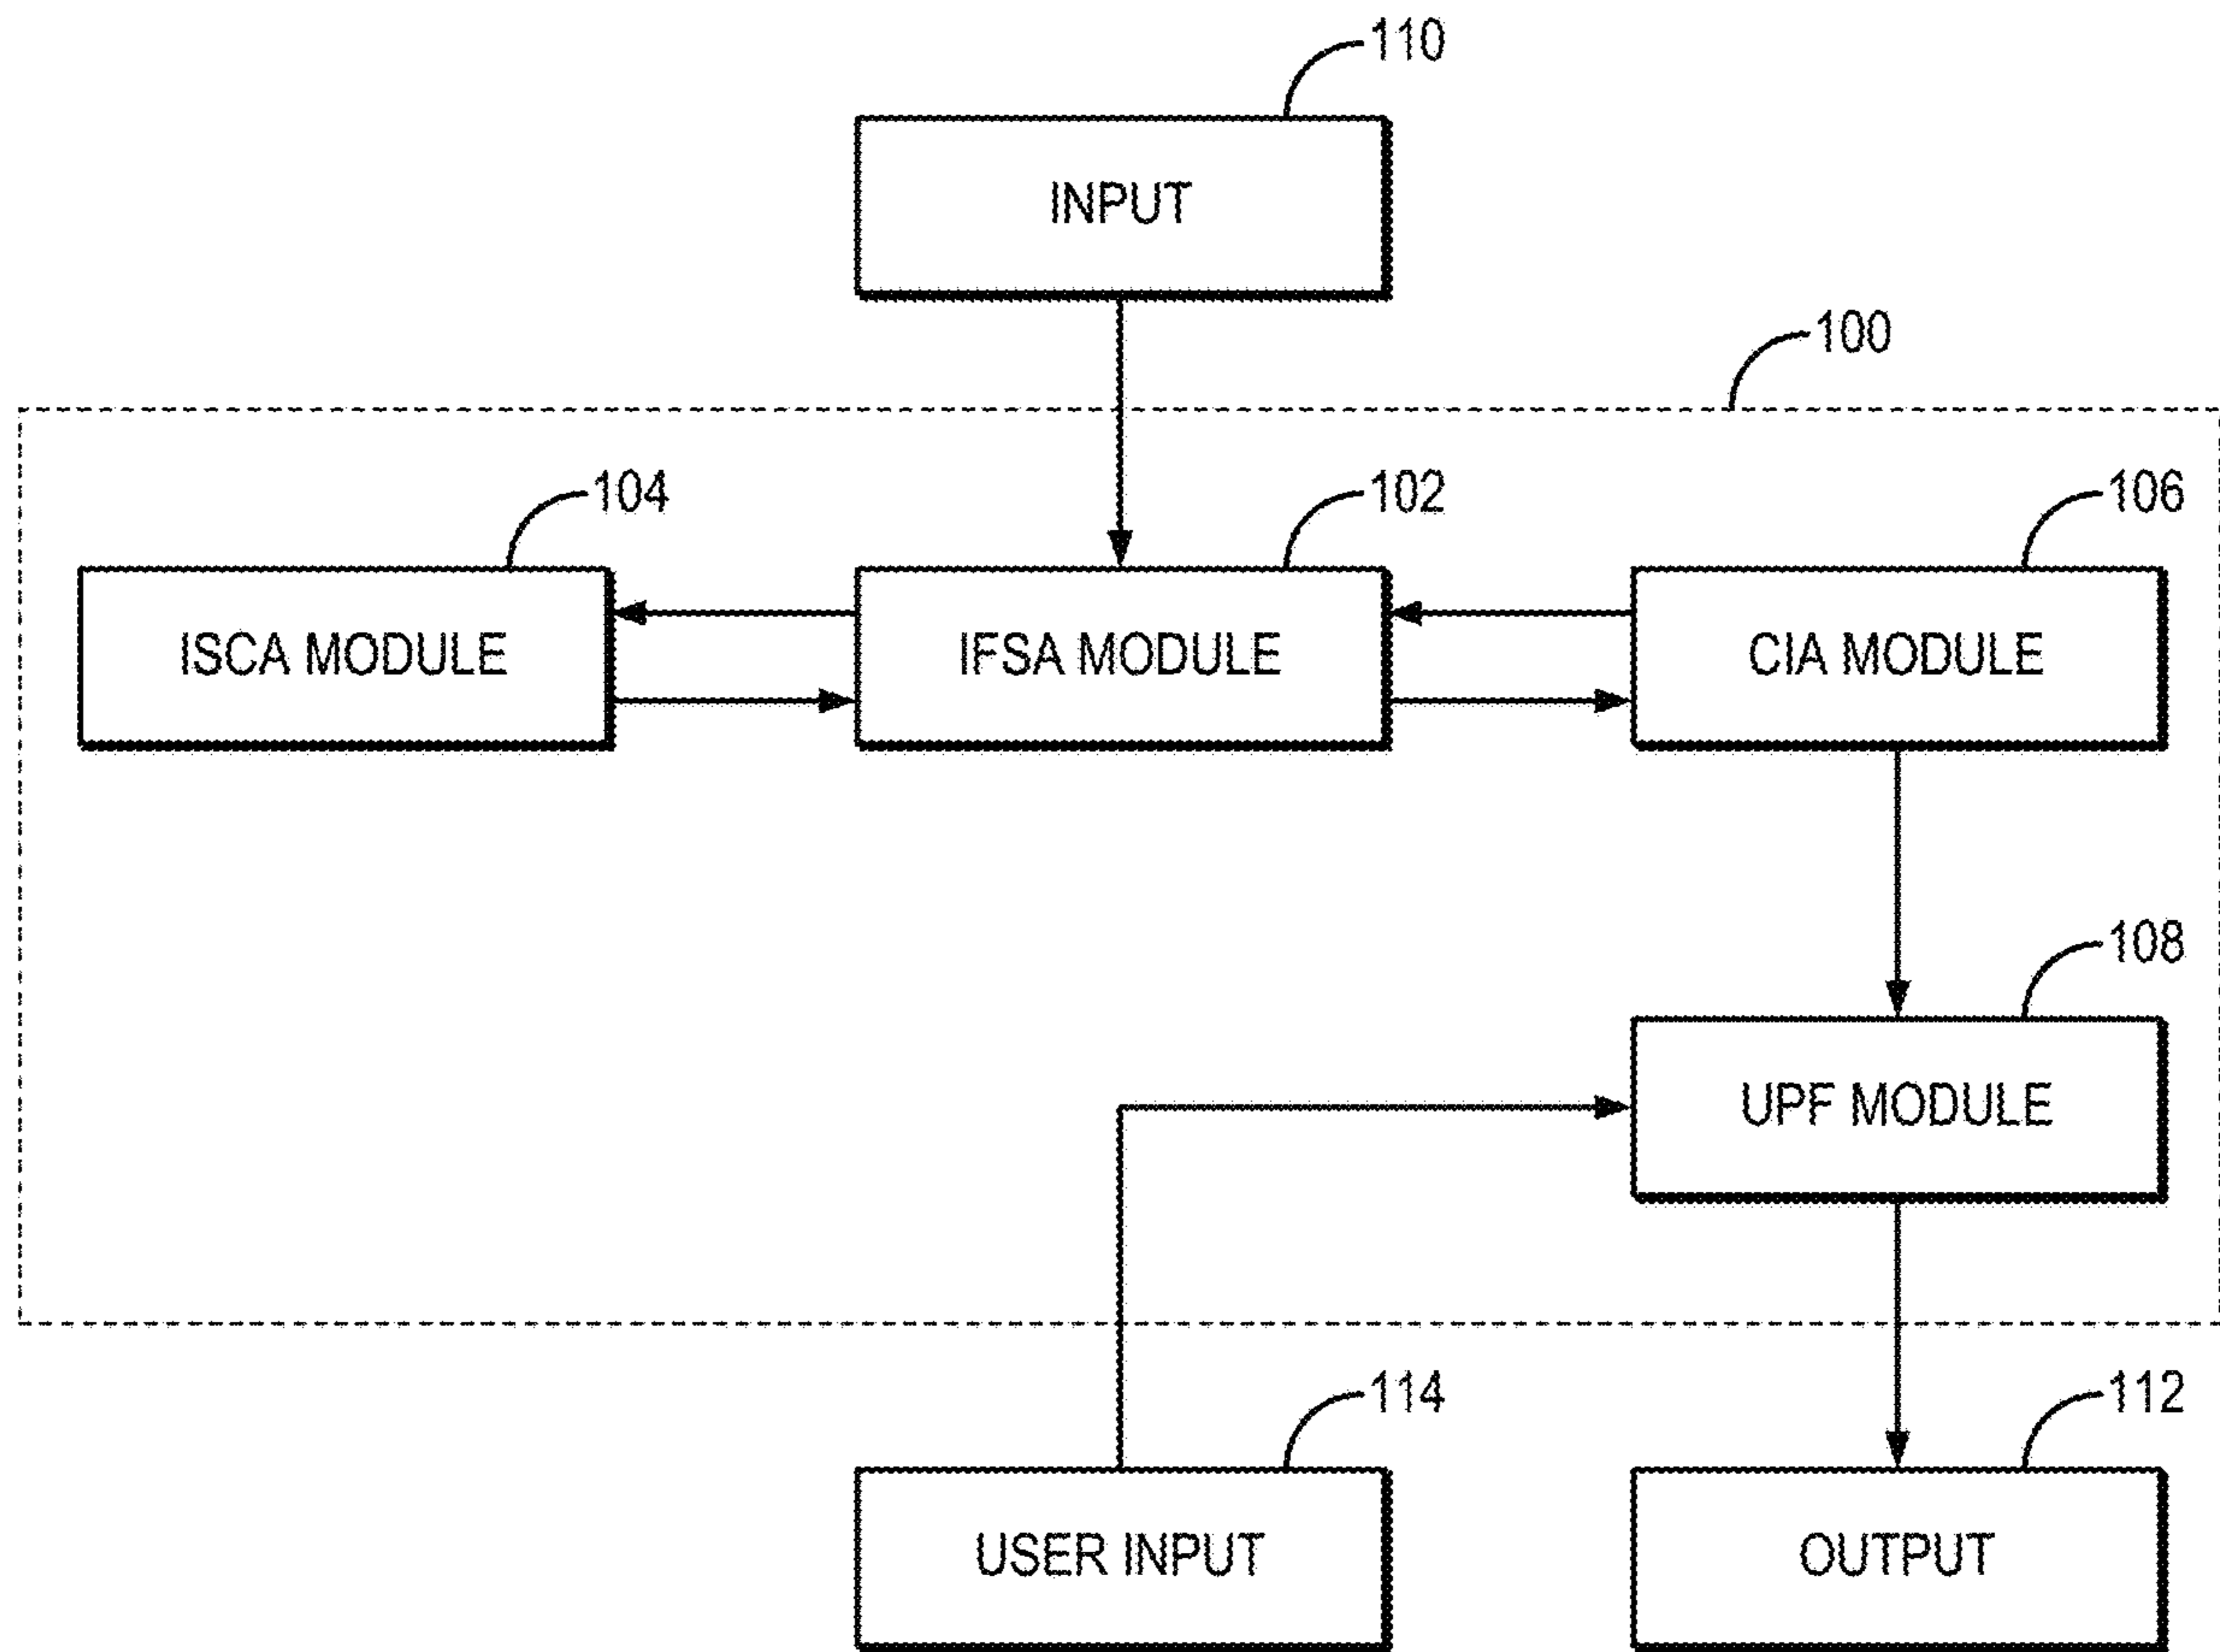 110
INPUT
100
104
102
106
ISCA MODULE
IFSA MODULE
CIA MODULE
108
UPF MODULE
114
112
USER INPUT
OUTPUT